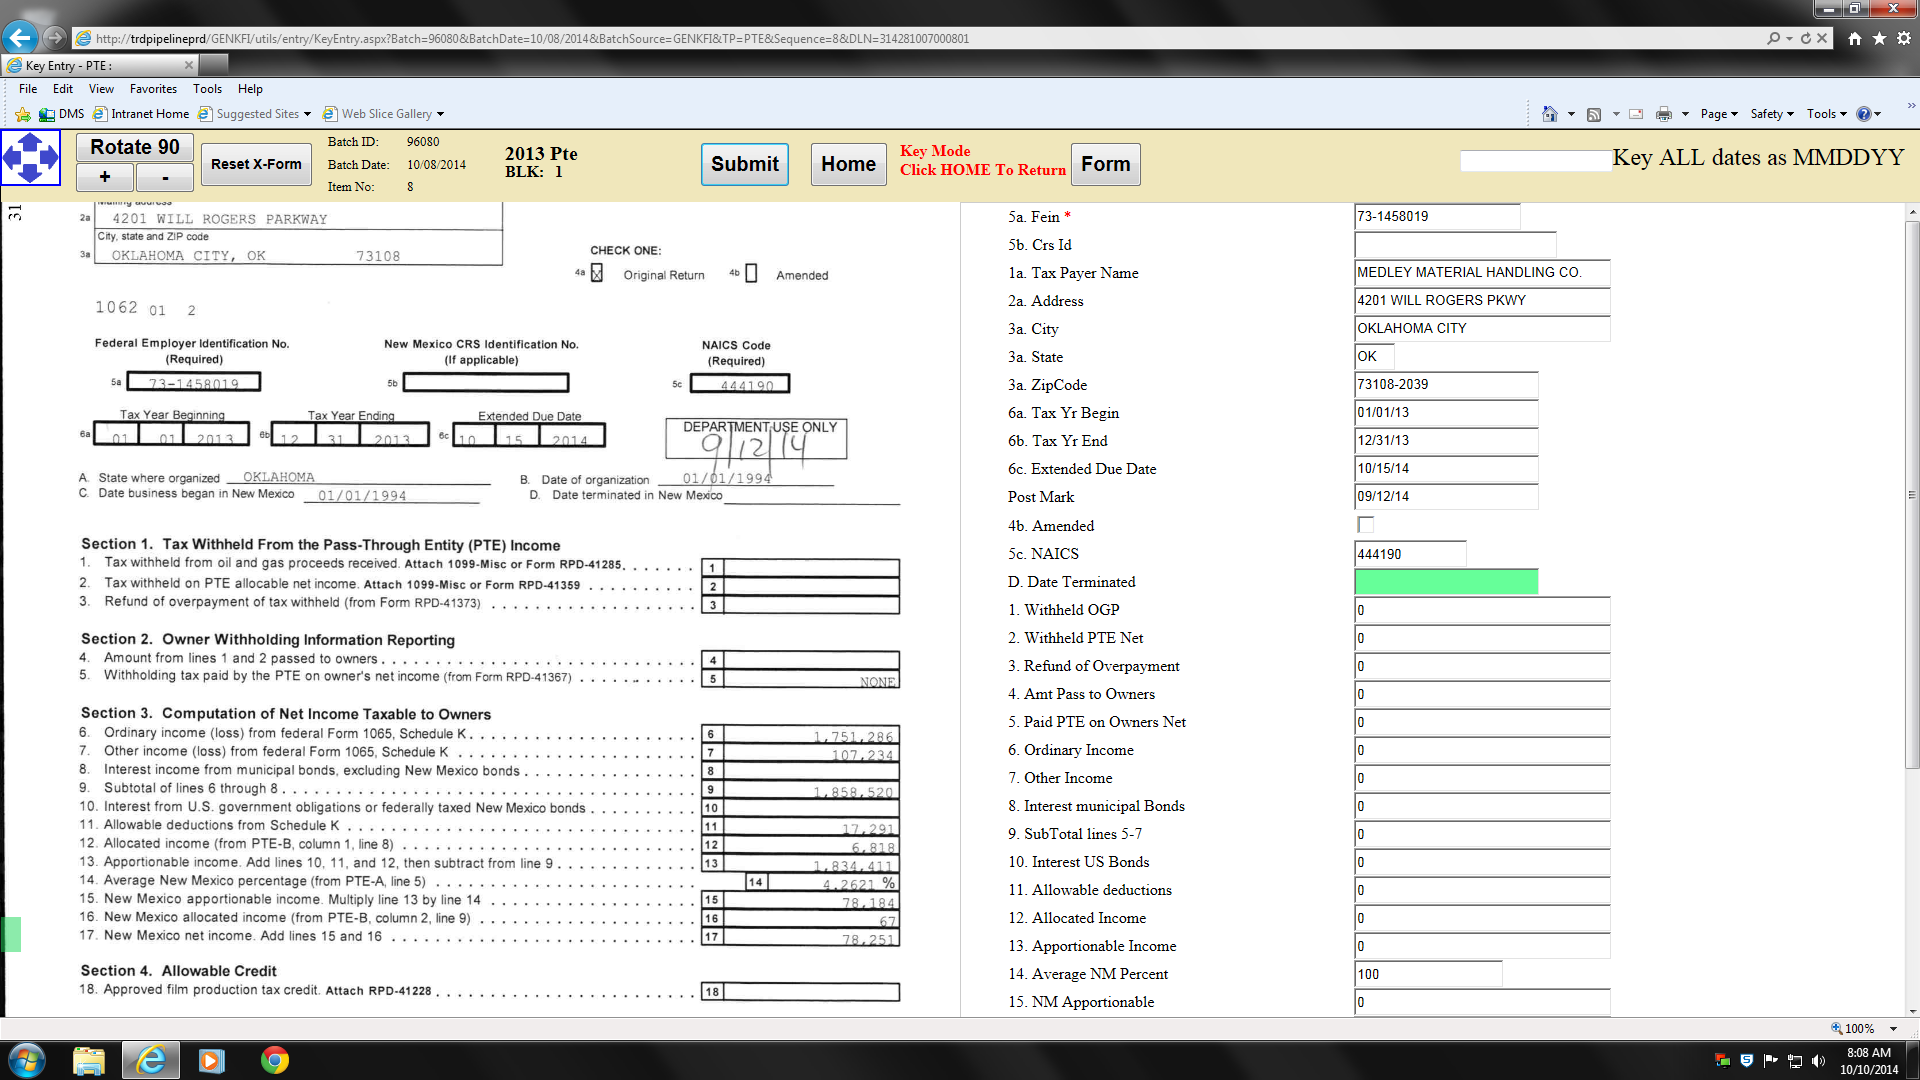 http://trdpipelineprd/GENKFI/utils/entry/KeyEntry.aspx?Batch=96080&BatchDate=10/08/2014&BatchSource=GENKFI&TP=PTE&Sequence=8&DLN=314281007000801
Key Entry - PTE :
File Edit View Favorites Tools Help
DMS Intranet Home Suggested Sites Web Slice Gallery
Page Safety Tools
Rotate 90
+ -
Reset X-Form
Batch ID: 96080
Batch Date: 10/08/2014
Item No: 8
2013 Pte
BLK: 1
Submit
Home
Key Mode
Click HOME To Return
Form
Key ALL dates as MMDDYY
31
Mailing address
2a 4201 WILL ROGERS PARKWAY
City, state and ZIP code
3a OKLAHOMA CITY, OK 73108
CHECK ONE:
4a X Original Return 4b Amended
1062 01 2
Federal Employer Identification No. (Required)
5a 73-1458019
New Mexico CRS Identification No. (If applicable)
5b
NAICS Code (Required)
5c 444190
Tax Year Beginning
6a 01 01 2013
Tax Year Ending
6b 12 31 2013
Extended Due Date
6c 10 15 2014
DEPARTMENT USE ONLY
9/12/14
A. State where organized OKLAHOMA
B. Date of organization 01/01/1994
C. Date business began in New Mexico 01/01/1994
D. Date terminated in New Mexico
Section 1. Tax Withheld From the Pass-Through Entity (PTE) Income
1. Tax withheld from oil and gas proceeds received. Attach 1099-Misc or Form RPD-41285. 1
2. Tax withheld on PTE allocable net income. Attach 1099-Misc or Form RPD-41359 2
3. Refund of overpayment of tax withheld (from Form RPD-41373) 3
Section 2. Owner Withholding Information Reporting
4. Amount from lines 1 and 2 passed to owners 4
5. Withholding tax paid by the PTE on owner's net income (from Form RPD-41367) 5 NONE
Section 3. Computation of Net Income Taxable to Owners
6. Ordinary income (loss) from federal Form 1065, Schedule K 6 1,751,286
7. Other income (loss) from federal Form 1065, Schedule K 7 107,234
8. Interest income from municipal bonds, excluding New Mexico bonds 8
9. Subtotal of lines 6 through 8 9 1,858,520
10. Interest from U.S. government obligations or federally taxed New Mexico bonds 10
11. Allowable deductions from Schedule K 11 17,291
12. Allocated income (from PTE-B, column 1, line 8) 12 6,818
13. Apportionable income. Add lines 10, 11, and 12, then subtract from line 9 13 1,834,411
14. Average New Mexico percentage (from PTE-A, line 5) 14 4.2621 %
15. New Mexico apportionable income. Multiply line 13 by line 14 15 78,184
16. New Mexico allocated income (from PTE-B, column 2, line 9) 16 67
17. New Mexico net income. Add lines 15 and 16 17 78,251
Section 4. Allowable Credit
18. Approved film production tax credit. Attach RPD-41228 18
5a. Fein * 73-1458019
5b. Crs Id
1a. Tax Payer Name MEDLEY MATERIAL HANDLING CO.
2a. Address 4201 WILL ROGERS PKWY
3a. City OKLAHOMA CITY
3a. State OK
3a. ZipCode 73108-2039
6a. Tax Yr Begin 01/01/13
6b. Tax Yr End 12/31/13
6c. Extended Due Date 10/15/14
Post Mark 09/12/14
4b. Amended
5c. NAICS 444190
D. Date Terminated
1. Withheld OGP 0
2. Withheld PTE Net 0
3. Refund of Overpayment 0
4. Amt Pass to Owners 0
5. Paid PTE on Owners Net 0
6. Ordinary Income 0
7. Other Income 0
8. Interest municipal Bonds 0
9. SubTotal lines 5-7 0
10. Interest US Bonds 0
11. Allowable deductions 0
12. Allocated Income 0
13. Apportionable Income 0
14. Average NM Percent 100
15. NM Apportionable 0
100%
8:08 AM
10/10/2014